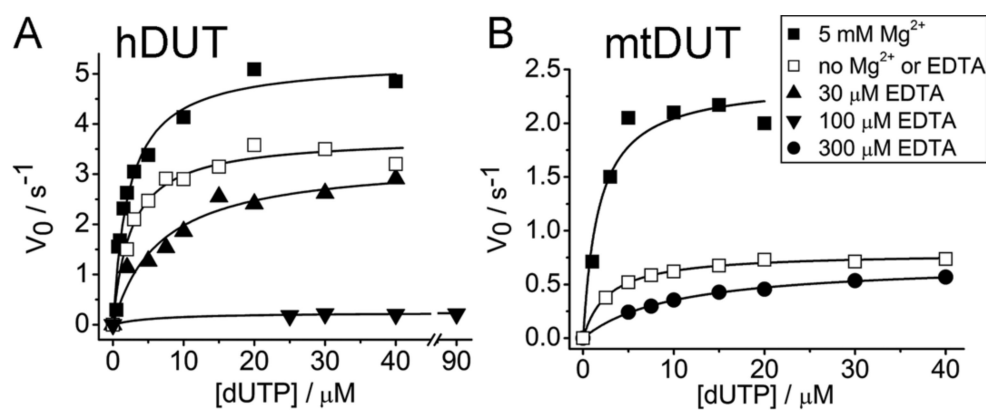 A hDUT
V₀ / s⁻¹
5
4
3
2
1
0
0 10 20 30 40 90
[dUTP] / μM
B mtDUT
V₀ / s⁻¹
2.5
2.0
1.5
1.0
0.5
0.0
0 10 20 30 40
[dUTP] / μM
5 mM Mg²⁺
no Mg²⁺ or EDTA
30 μM EDTA
100 μM EDTA
300 μM EDTA